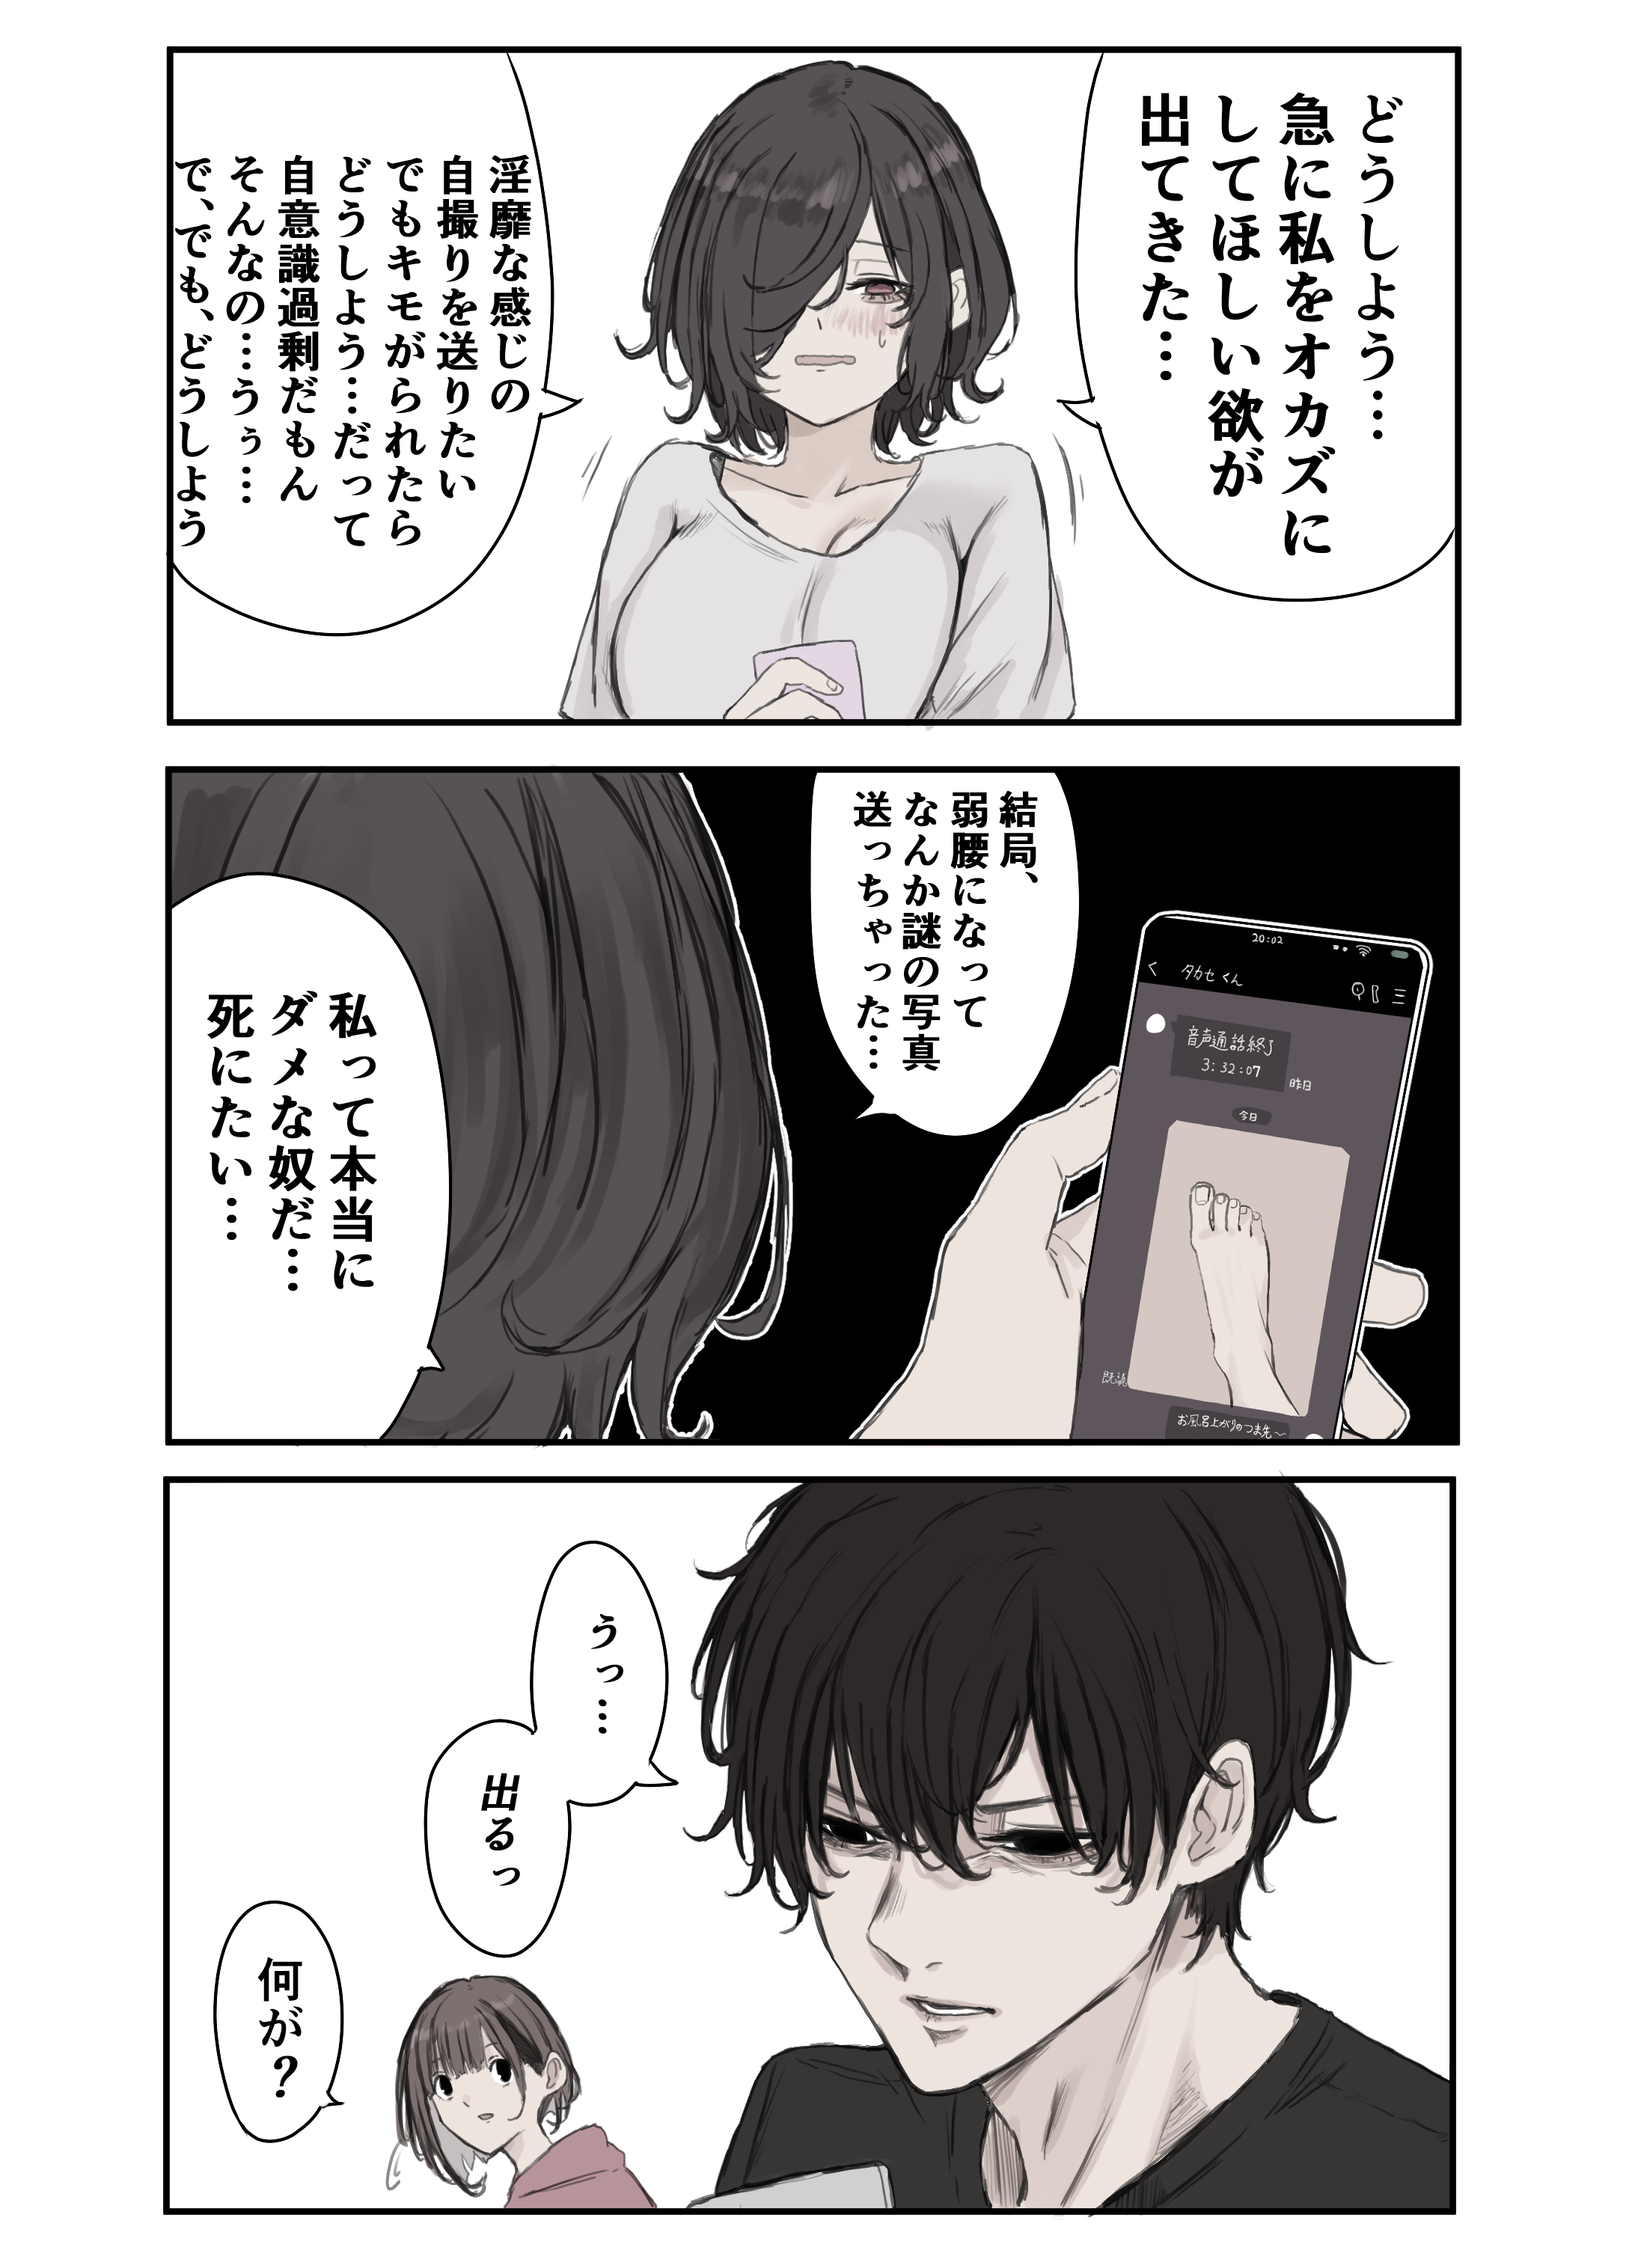 どうしよう…
急に私をオカズに
してほしい欲が
出てきた…
淫靡な感じの
自撮りを送りたい
でもキモがられたら
どうしよう…だって
自意識過剰だもん
そんなの…うぅ…
で、でも、どうしよう
結局、
弱腰になって
なんか謎の写真
送っちゃった…
20:02
タカセくん
音声通話終了
3:32:07
昨日
今日
既読
お風呂上がりのつま先〜
私って本当に
ダメな奴だ…
死にたい…
うっ…
出るっ
何が?